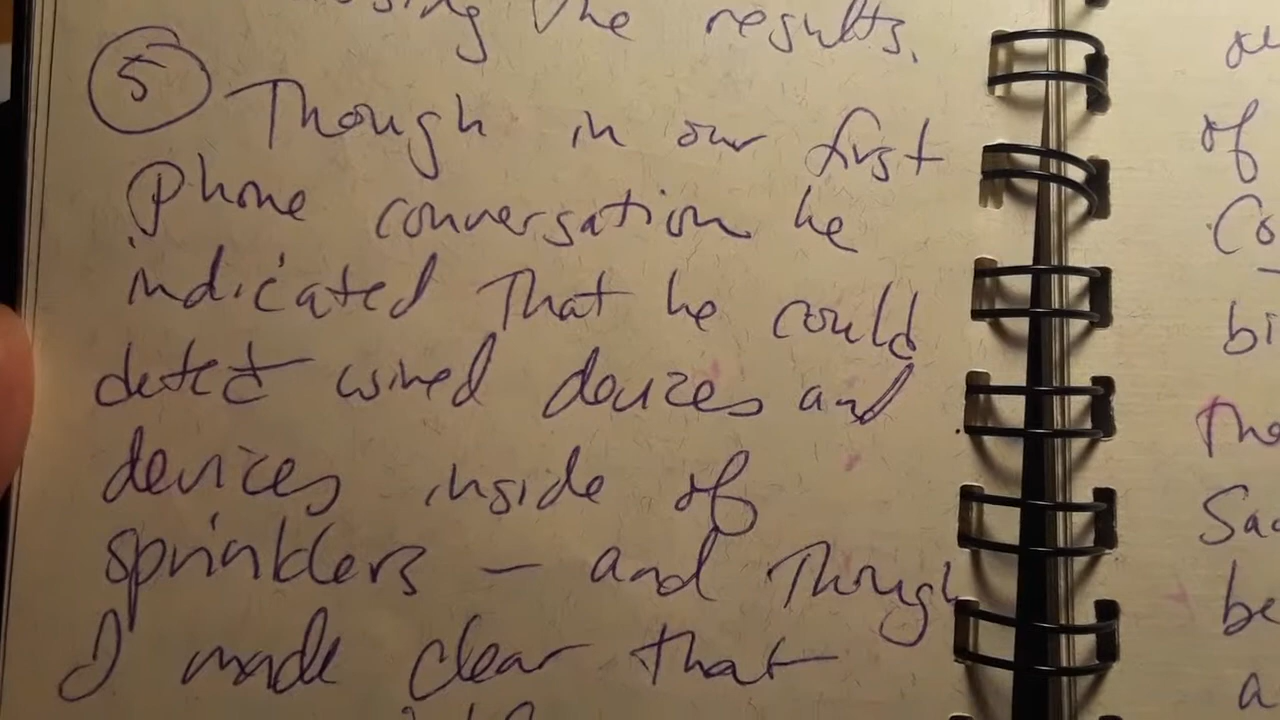 the results.
5 Though in our first
phone conversation he
indicated that he could
detect wired devices and
devices inside of
sprinklers — and though
I made clear that
of
Co
bi
the
Sac
be
a